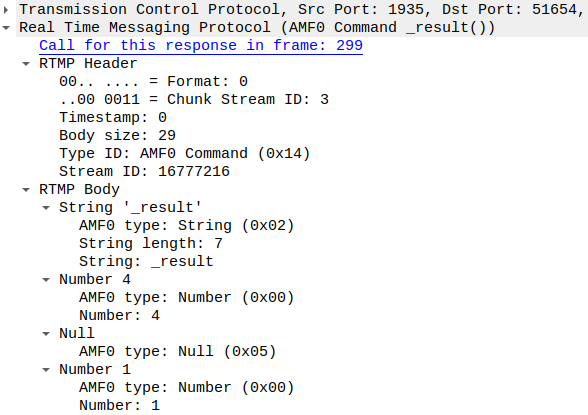 Transmission Control Protocol, Src Port: 1935, Dst Port: 51654,
Real Time Messaging Protocol (AMF0 Command _result())
Call for this response in frame: 299
RTMP Header
00.. .... = Format: 0
..00 0011 = Chunk Stream ID: 3
Timestamp: 0
Body size: 29
Type ID: AMF0 Command (0x14)
Stream ID: 16777216
RTMP Body
String '_result'
AMF0 type: String (0x02)
String length: 7
String: _result
Number 4
AMF0 type: Number (0x00)
Number: 4
Null
AMF0 type: Null (0x05)
Number 1
AMF0 type: Number (0x00)
Number: 1